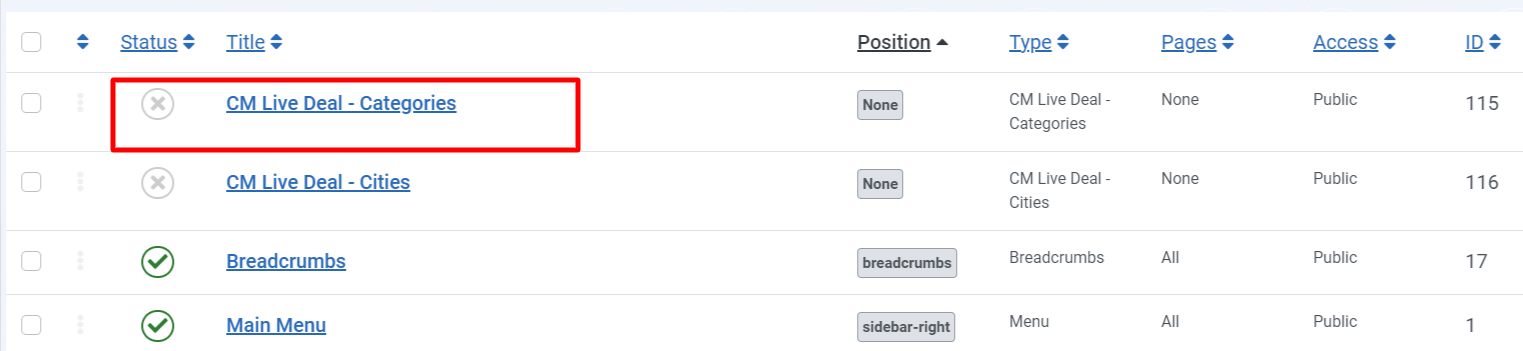 Status Title Position Type Pages Access ID
CM Live Deal - Categories None CM Live Deal - None Public 115
Categories
CM Live Deal - Cities None CM Live Deal - None Public 116
Cities
Breadcrumbs breadcrumbs Breadcrumbs All Public 17
Main Menu sidebar-right Menu All Public 1